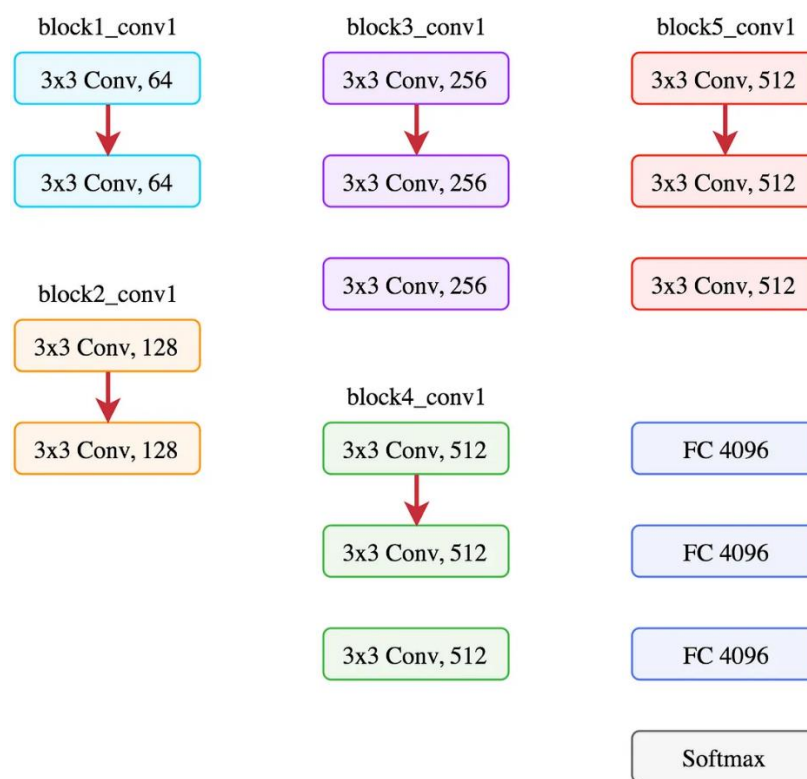 block1_conv1
3x3 Conv, 64
3x3 Conv, 64
block2_conv1
3x3 Conv, 128
3x3 Conv, 128
block3_conv1
3x3 Conv, 256
3x3 Conv, 256
3x3 Conv, 256
block4_conv1
3x3 Conv, 512
3x3 Conv, 512
3x3 Conv, 512
block5_conv1
3x3 Conv, 512
3x3 Conv, 512
3x3 Conv, 512
FC 4096
FC 4096
FC 4096
Softmax